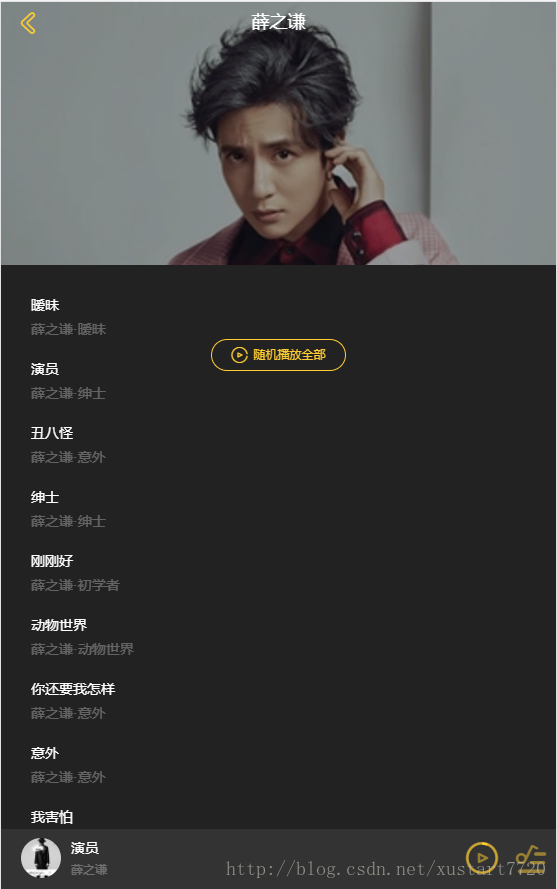 薛之谦
暧昧
薛之谦·暧昧
随机播放全部
演员
薛之谦·绅士
丑八怪
薛之谦·意外
绅士
薛之谦·绅士
刚刚好
薛之谦·初学者
动物世界
薛之谦·动物世界
你还要我怎样
薛之谦·意外
意外
薛之谦·意外
我害怕
演员
薛之谦
http://blog.csdn.net/xustart7720